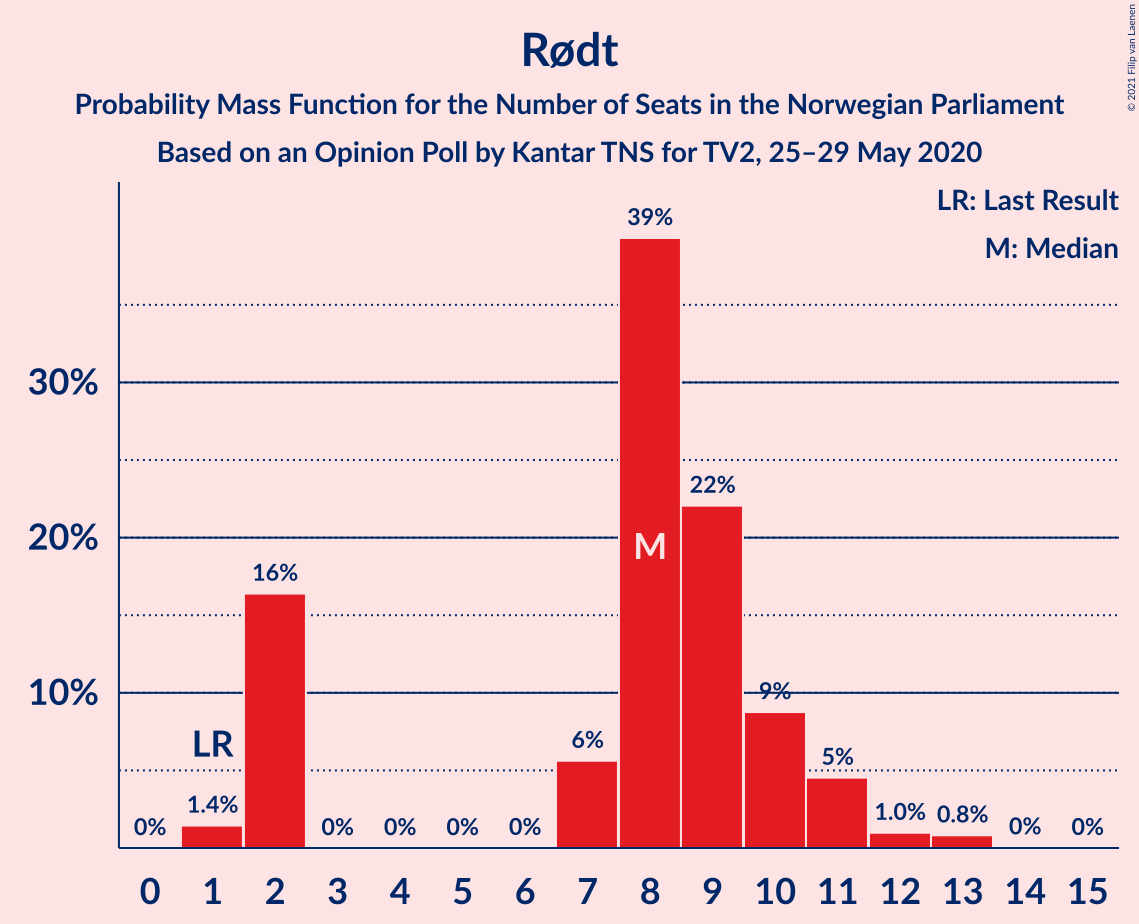 Rødt
Probability Mass Function for the Number of Seats in the Norwegian Parliament
Based on an Opinion Poll by Kantar TNS for TV2, 25–29 May 2020
© 2021 Filip van Laenen
LR: Last Result
M: Median
39%
30%
22%
20%
M
16%
10%
9%
LR
6%
5%
0% 1.4% 0% 0% 0% 0% 1.0% 0.8% 0% 0%
0 1 2 3 4 5 6 7 8 9 10 11 12 13 14 15